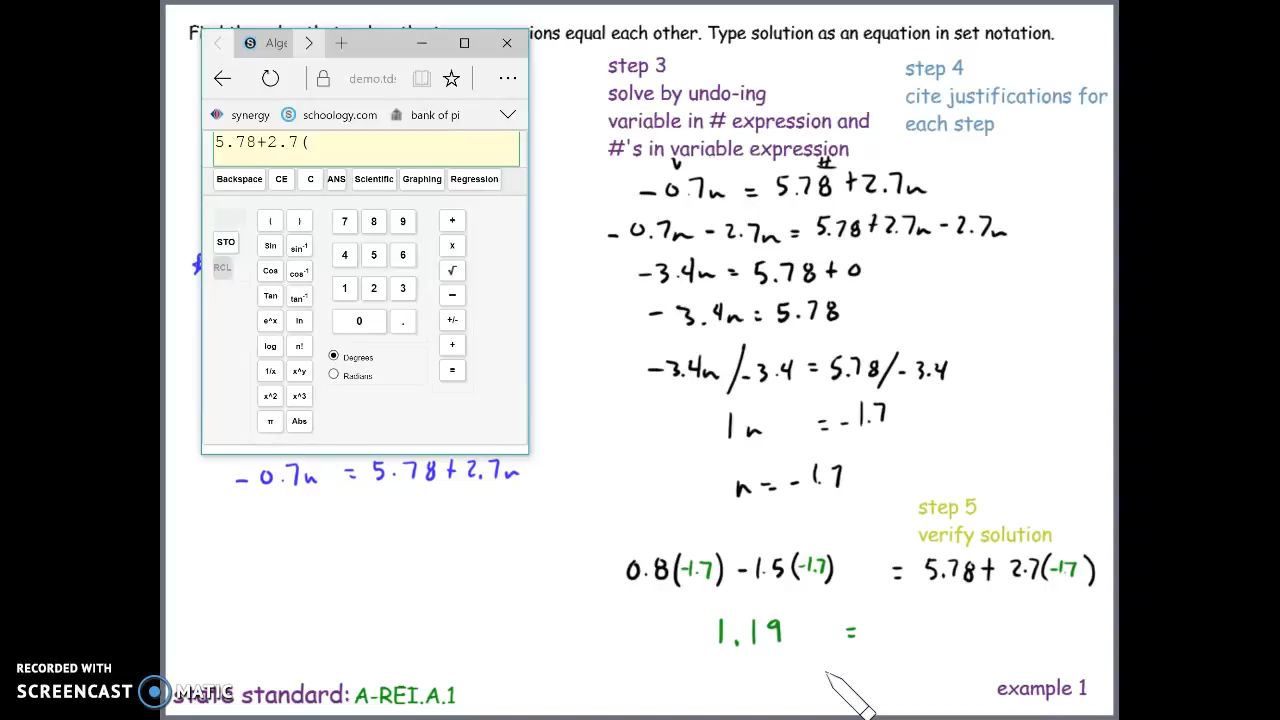 ions equal each other. Type solution as an equation in set notation.
Alge
demo.tds
synergy schoology.com bank of pi
5.78+2.7(
Backspace CE C ANS Scientific Graphing Regression
( ) 7 8 9 +
STO Sin sin⁻¹ 4 5 6 x
RCL Cos cos⁻¹ 1 2 3 √
Tan tan⁻¹ 0 . −
e^x ln +/-
log n! Degrees +
1/x x^y Radians =
x^2 x^3
π Abs
-0.7n = 5.78+2.7n
step 3
solve by undo-ing
variable in # expression and
#'s in variable expression
v #
-0.7n = 5.78+2.7n
-0.7n - 2.7n = 5.78+2.7n - 2.7n
-3.4n = 5.78 + 0
-3.4n = 5.78
-3.4n/-3.4 = 5.78/-3.4
1n = -1.7
n = -1.7
step 4
cite justifications for
each step
step 5
verify solution
0.8(-1.7) - 1.5(-1.7) = 5.78 + 2.7(-1.7)
1.19 =
example 1
state standard: A-REI.A.1
RECORDED WITH
SCREENCAST MATIC